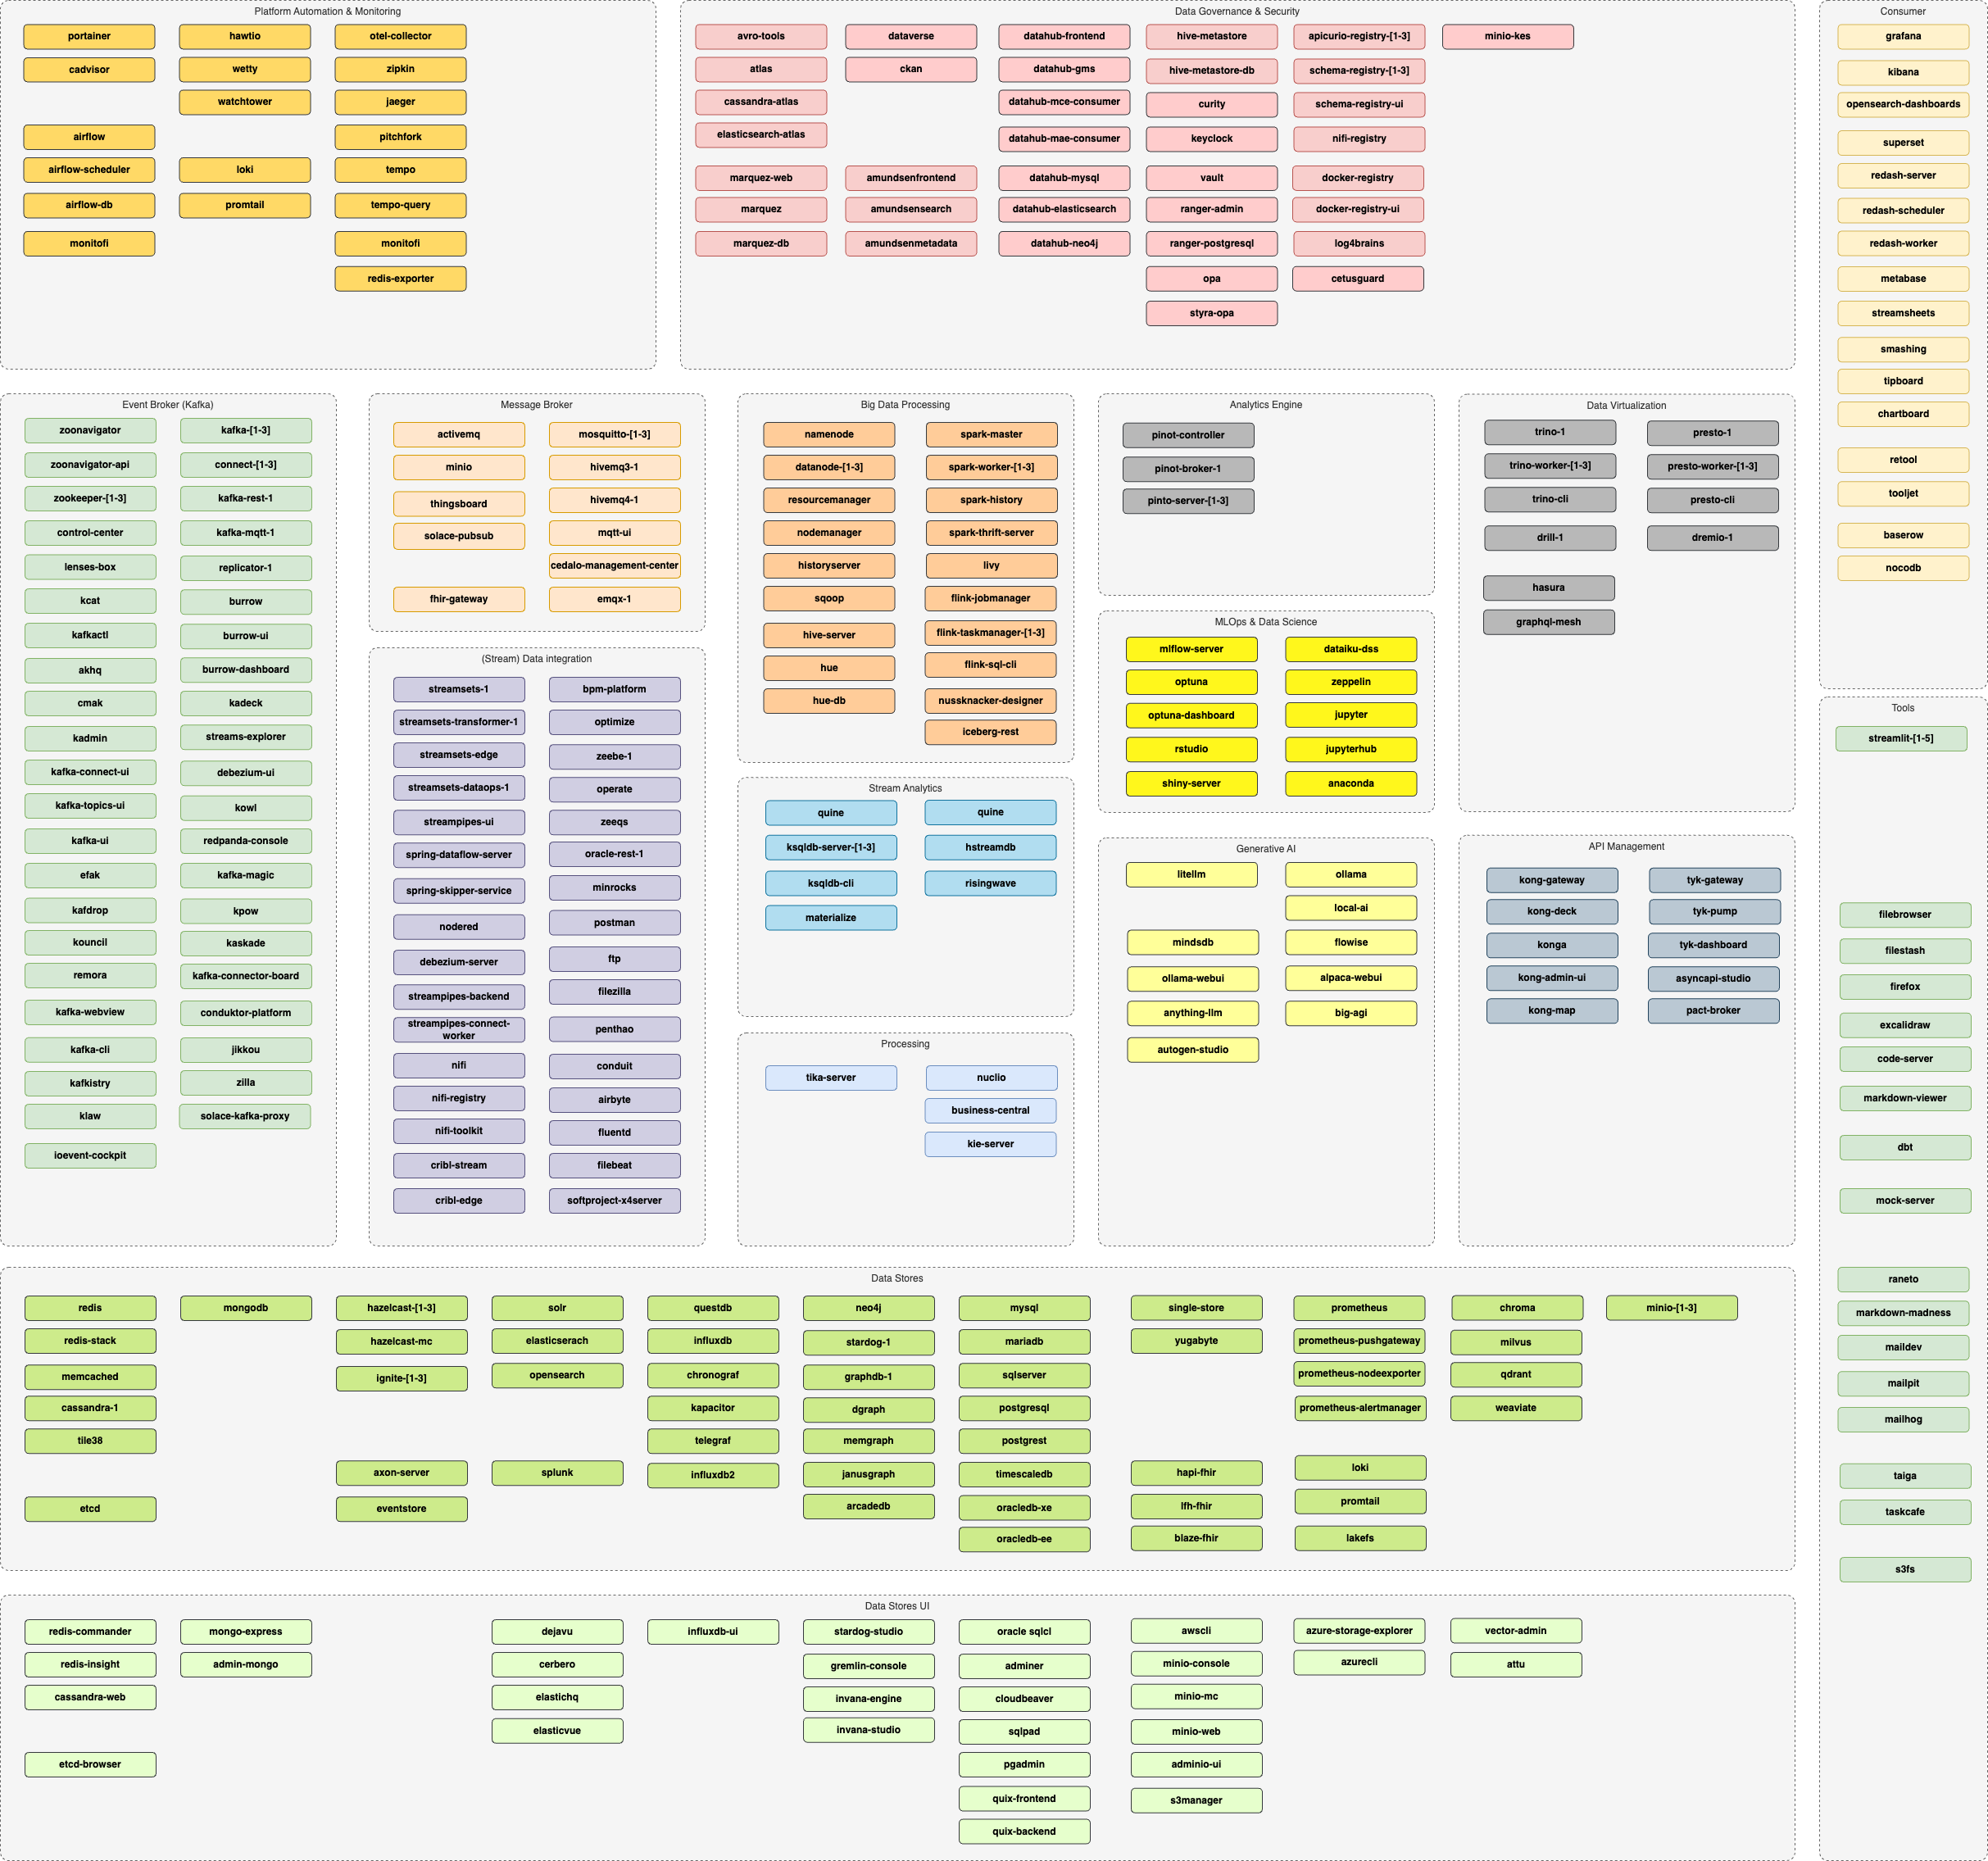 Platform Automation & Monitoring
portainer
hawtio
otel-collector
cadvisor
wetty
zipkin
watchtower
jaeger
airflow
pitchfork
airflow-scheduler
loki
tempo
airflow-db
promtail
tempo-query
monitofi
monitofi
redis-exporter
Data Governance & Security
avro-tools
dataverse
datahub-frontend
hive-metastore
apicurio-registry-[1-3]
minio-kes
atlas
ckan
datahub-gms
hive-metastore-db
schema-registry-[1-3]
cassandra-atlas
datahub-mce-consumer
curity
schema-registry-ui
elasticsearch-atlas
datahub-mae-consumer
keyclock
nifi-registry
marquez-web
amundsenfrontend
datahub-mysql
vault
docker-registry
marquez
amundsensearch
datahub-elasticsearch
ranger-admin
docker-registry-ui
marquez-db
amundsenmetadata
datahub-neo4j
ranger-postgresql
log4brains
opa
cetusguard
styra-opa
Consumer
grafana
kibana
opensearch-dashboards
superset
redash-server
redash-scheduler
redash-worker
metabase
streamsheets
smashing
tipboard
chartboard
retool
tooljet
baserow
nocodb
Event Broker (Kafka)
zoonavigator
kafka-[1-3]
zoonavigator-api
connect-[1-3]
zookeeper-[1-3]
kafka-rest-1
control-center
kafka-mqtt-1
lenses-box
replicator-1
kcat
burrow
kafkactl
burrow-ui
akhq
burrow-dashboard
cmak
kadeck
kadmin
streams-explorer
kafka-connect-ui
debezium-ui
kafka-topics-ui
kowl
kafka-ui
redpanda-console
efak
kafka-magic
kafdrop
kpow
kouncil
kaskade
remora
kafka-connector-board
kafka-webview
conduktor-platform
kafka-cli
jikkou
kafkistry
zilla
klaw
solace-kafka-proxy
ioevent-cockpit
Message Broker
activemq
mosquitto-[1-3]
minio
hivemq3-1
thingsboard
hivemq4-1
solace-pubsub
mqtt-ui
cedalo-management-center
fhir-gateway
emqx-1
(Stream) Data integration
streamsets-1
bpm-platform
streamsets-transformer-1
optimize
streamsets-edge
zeebe-1
streamsets-dataops-1
operate
streampipes-ui
zeeqs
spring-dataflow-server
oracle-rest-1
spring-skipper-service
minrocks
nodered
postman
debezium-server
ftp
streampipes-backend
filezilla
streampipes-connect-
worker
penthao
nifi
conduit
nifi-registry
airbyte
nifi-toolkit
fluentd
cribl-stream
filebeat
cribl-edge
softproject-x4server
Big Data Processing
namenode
spark-master
datanode-[1-3]
spark-worker-[1-3]
resourcemanager
spark-history
nodemanager
spark-thrift-server
historyserver
livy
sqoop
flink-jobmanager
hive-server
flink-taskmanager-[1-3]
hue
flink-sql-cli
hue-db
nussknacker-designer
iceberg-rest
Stream Analytics
quine
quine
ksqldb-server-[1-3]
hstreamdb
ksqldb-cli
risingwave
materialize
Processing
tika-server
nuclio
business-central
kie-server
Analytics Engine
pinot-controller
pinot-broker-1
pinto-server-[1-3]
MLOps & Data Science
mlflow-server
dataiku-dss
optuna
zeppelin
optuna-dashboard
jupyter
rstudio
jupyterhub
shiny-server
anaconda
Generative AI
litellm
ollama
local-ai
mindsdb
flowise
ollama-webui
alpaca-webui
anything-llm
big-agi
autogen-studio
Data Virtualization
trino-1
presto-1
trino-worker-[1-3]
presto-worker-[1-3]
trino-cli
presto-cli
drill-1
dremio-1
hasura
graphql-mesh
API Management
kong-gateway
tyk-gateway
kong-deck
tyk-pump
konga
tyk-dashboard
kong-admin-ui
asyncapi-studio
kong-map
pact-broker
Tools
streamlit-[1-5]
filebrowser
filestash
firefox
excalidraw
code-server
markdown-viewer
dbt
mock-server
raneto
markdown-madness
maildev
mailpit
mailhog
taiga
taskcafe
s3fs
Data Stores
redis
mongodb
hazelcast-[1-3]
solr
questdb
neo4j
mysql
single-store
prometheus
chroma
minio-[1-3]
redis-stack
hazelcast-mc
elasticserach
influxdb
stardog-1
mariadb
yugabyte
prometheus-pushgateway
milvus
memcached
ignite-[1-3]
opensearch
chronograf
graphdb-1
sqlserver
prometheus-nodeexporter
qdrant
cassandra-1
kapacitor
dgraph
postgresql
prometheus-alertmanager
weaviate
tile38
telegraf
memgraph
postgrest
axon-server
splunk
influxdb2
janusgraph
timescaledb
hapi-fhir
loki
etcd
eventstore
arcadedb
oracledb-xe
lfh-fhir
promtail
oracledb-ee
blaze-fhir
lakefs
Data Stores UI
redis-commander
mongo-express
dejavu
influxdb-ui
stardog-studio
oracle sqlcl
awscli
azure-storage-explorer
vector-admin
redis-insight
admin-mongo
cerbero
gremlin-console
adminer
minio-console
azurecli
attu
cassandra-web
elastichq
invana-engine
cloudbeaver
minio-mc
elasticvue
invana-studio
sqlpad
minio-web
etcd-browser
pgadmin
adminio-ui
quix-frontend
s3manager
quix-backend